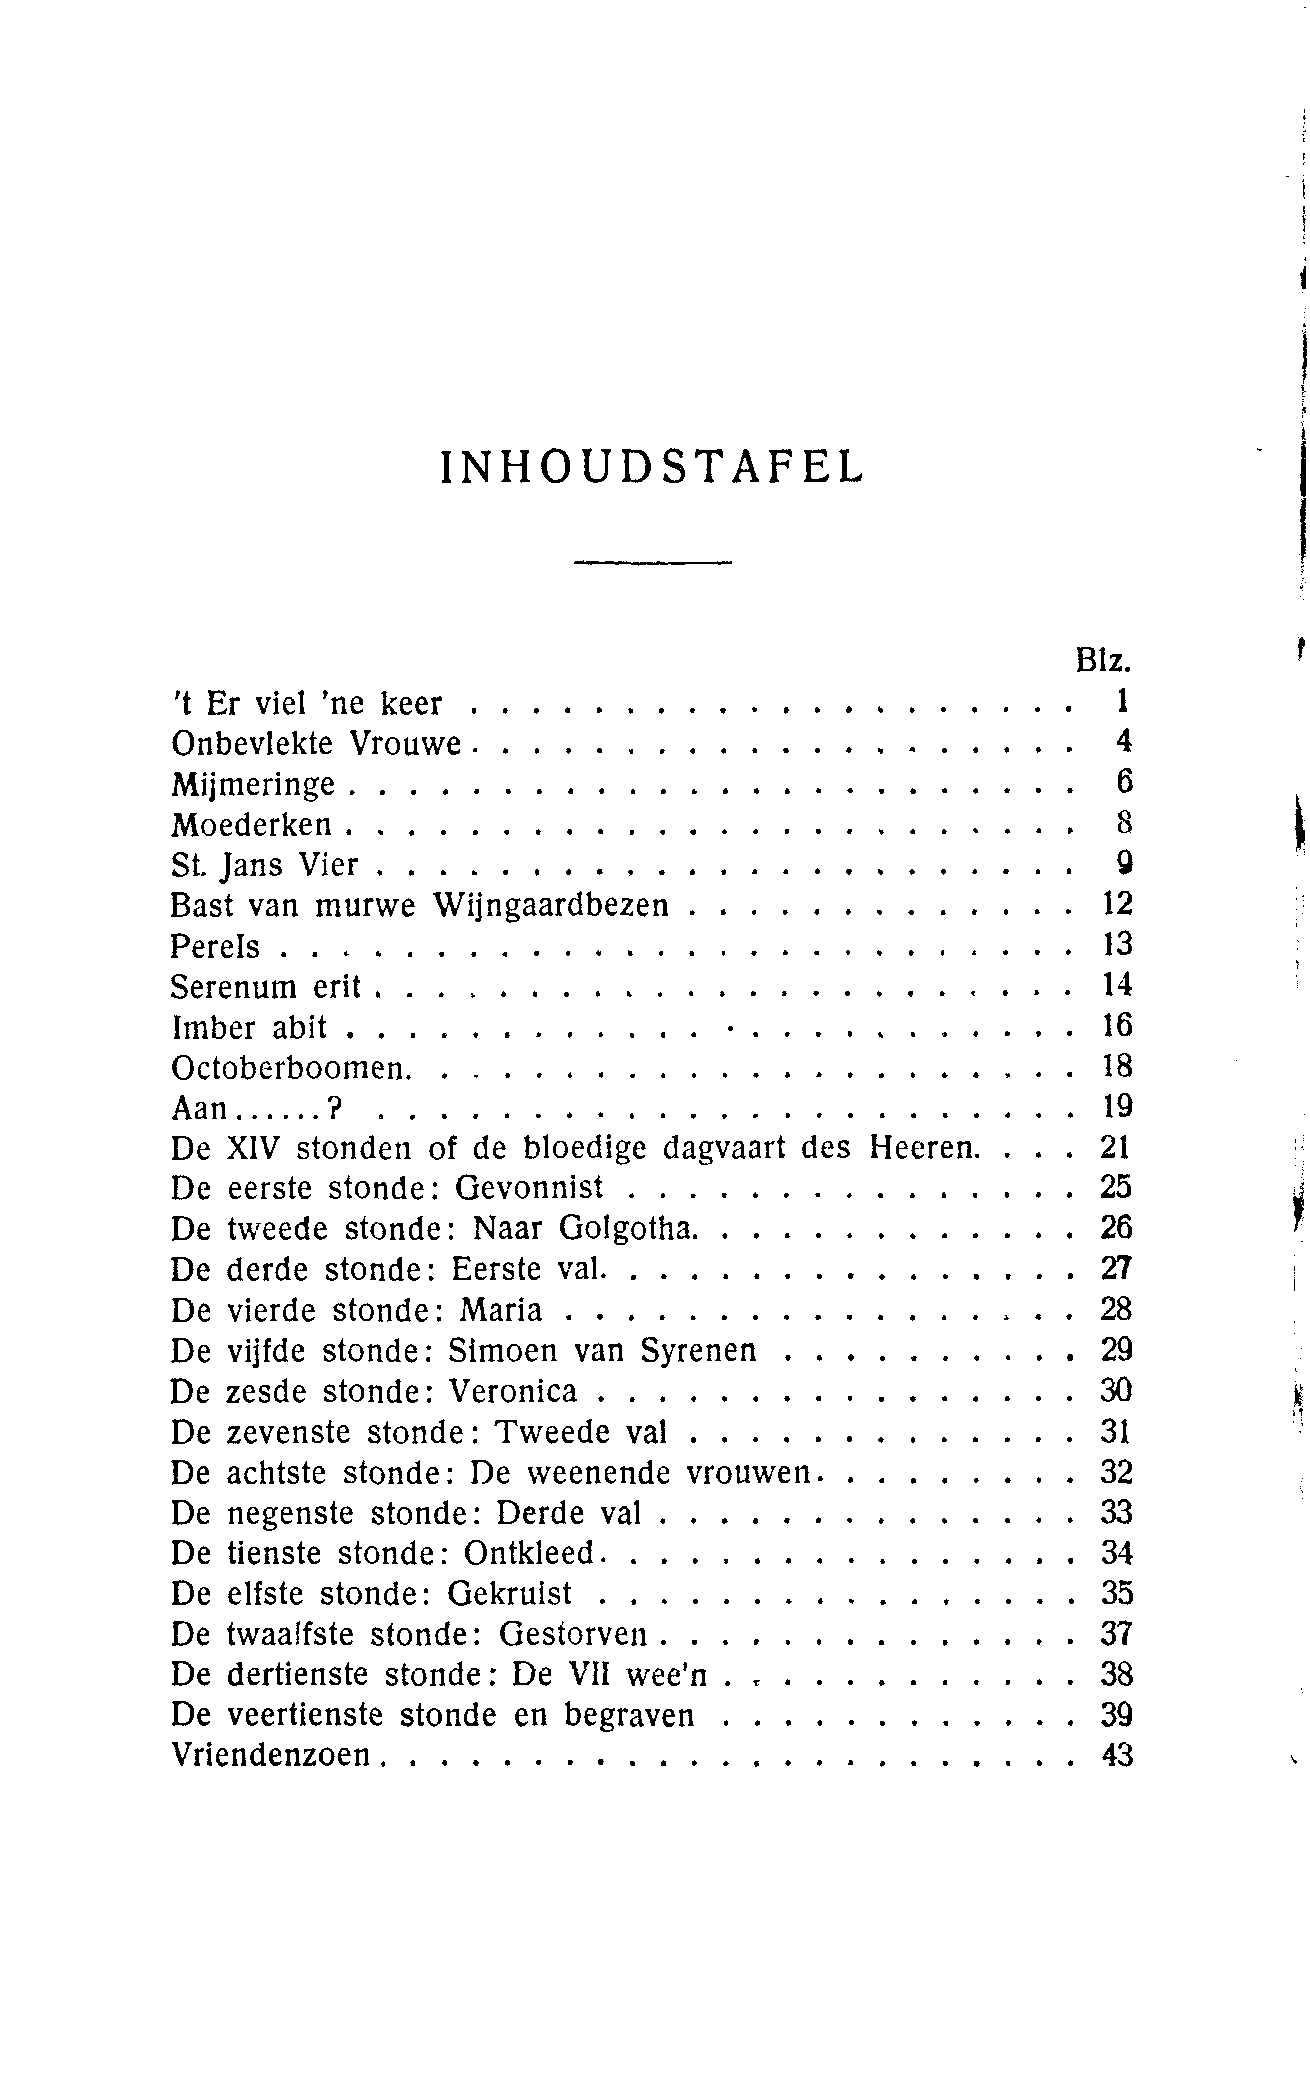 INHOUDSTAFEL
Blz.
't Er viel 'ne keer . . . . . . . . . . . . . . . . . . . . 1
Onbevlekte Vrouwe . . . . . . . . . . . . . . . . . . . . 4
Mijmeringe . . . . . . . . . . . . . . . . . . . . . . . . 6
Moederken . . . . . . . . . . . . . . . . . . . . . . . . 8
St. Jans Vier . . . . . . . . . . . . . . . . . . . . . . . 9
Bast van murwe Wijngaardbezen . . . . . . . . . . . . . 12
Perels . . . . . . . . . . . . . . . . . . . . . . . . . . 13
Serenum erit . . . . . . . . . . . . . . . . . . . . . . . 14
Imber abit . . . . . . . . . . . . . . . . . . . . . . . . 16
Octoberboomen. . . . . . . . . . . . . . . . . . . . . . 18
Aan......? . . . . . . . . . . . . . . . . . . . . . . . 19
De XIV stonden of de bloedige dagvaart des Heeren. . . . 21
De eerste stonde: Gevonnist . . . . . . . . . . . . . . . 25
De tweede stonde: Naar Golgotha. . . . . . . . . . . . . 26
De derde stonde: Eerste val. . . . . . . . . . . . . . . . 27
De vierde stonde: Maria . . . . . . . . . . . . . . . . . 28
De vijfde stonde: Simoen van Syrenen . . . . . . . . . . 29
De zesde stonde: Veronica . . . . . . . . . . . . . . . . 30
De zevenste stonde: Tweede val . . . . . . . . . . . . . 31
De achtste stonde: De weenende vrouwen. . . . . . . . . 32
De negenste stonde: Derde val . . . . . . . . . . . . . . 33
De tienste stonde: Ontkleed. . . . . . . . . . . . . . . . 34
De elfste stonde: Gekruist . . . . . . . . . . . . . . . . 35
De twaalfste stonde: Gestorven . . . . . . . . . . . . . . 37
De dertienste stonde: De VII wee'n . . . . . . . . . . . . 38
De veertienste stonde en begraven . . . . . . . . . . . . 39
Vriendenzoen . . . . . . . . . . . . . . . . . . . . . . . 43